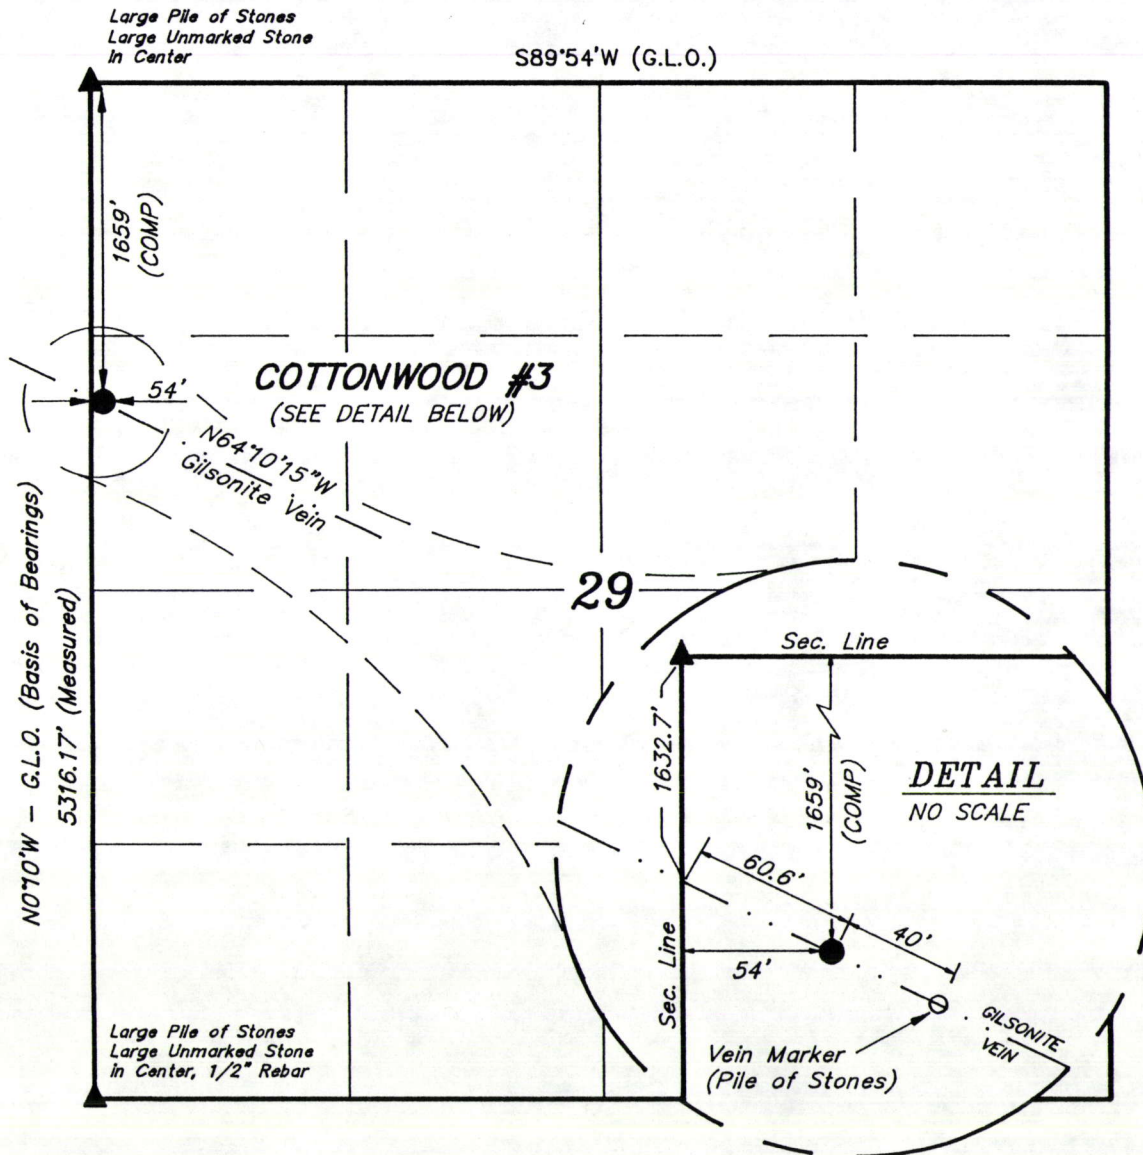 Large Pile of Stones
Large Unmarked Stone
in Center
S89°54'W (G.L.O.)
1659'
(COMP)
COTTONWOOD #3
(SEE DETAIL BELOW)
54'
N64°10'15"W
Gilsonite Vein
N0°10'W - G.L.O. (Basis of Bearings)
5316.17' (Measured)
29
Sec. Line
1632.7'
1659'
(COMP)
DETAIL
NO SCALE
60.6'
40'
54'
Sec. Line
GILSONITE
VEIN
Vein Marker
(Pile of Stones)
Large Pile of Stones
Large Unmarked Stone
in Center, 1/2" Rebar